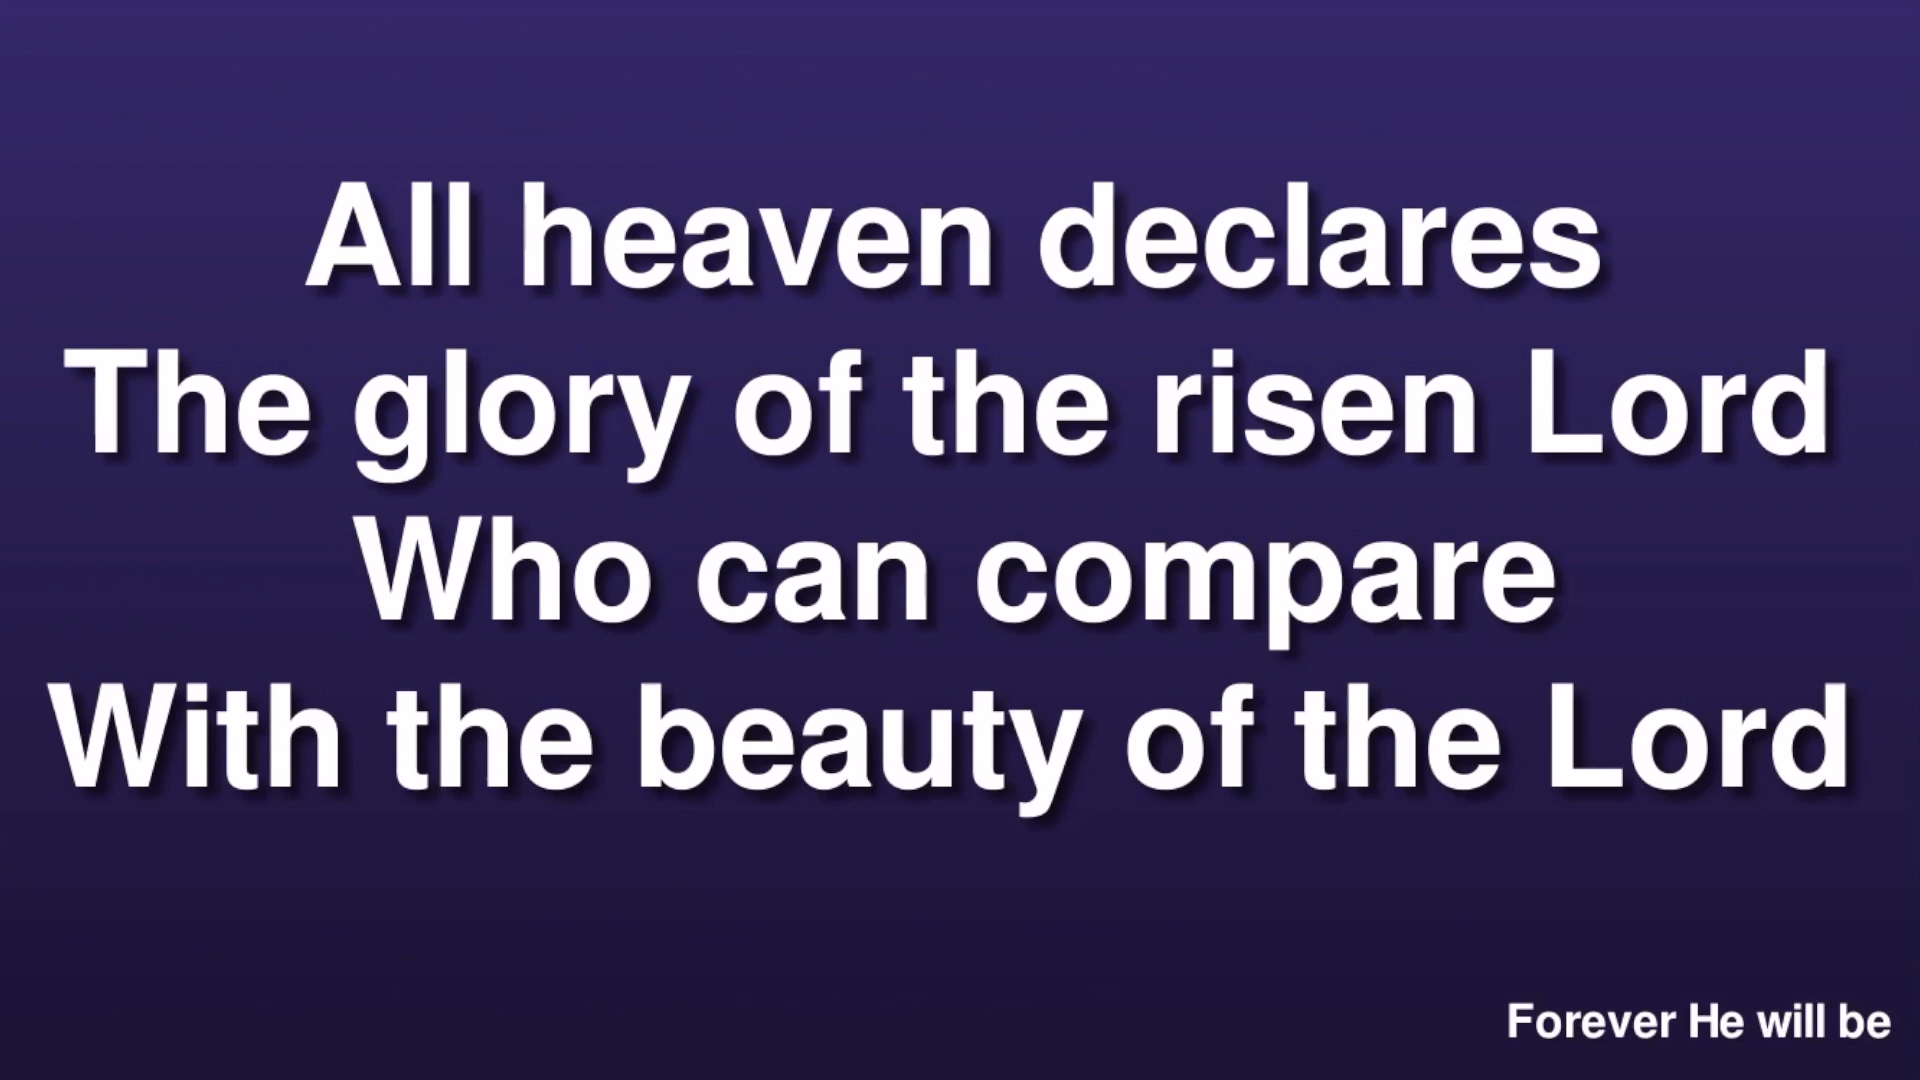 All heaven declares
The glory of the risen Lord
Who can compare
With the beauty of the Lord
Forever He will be